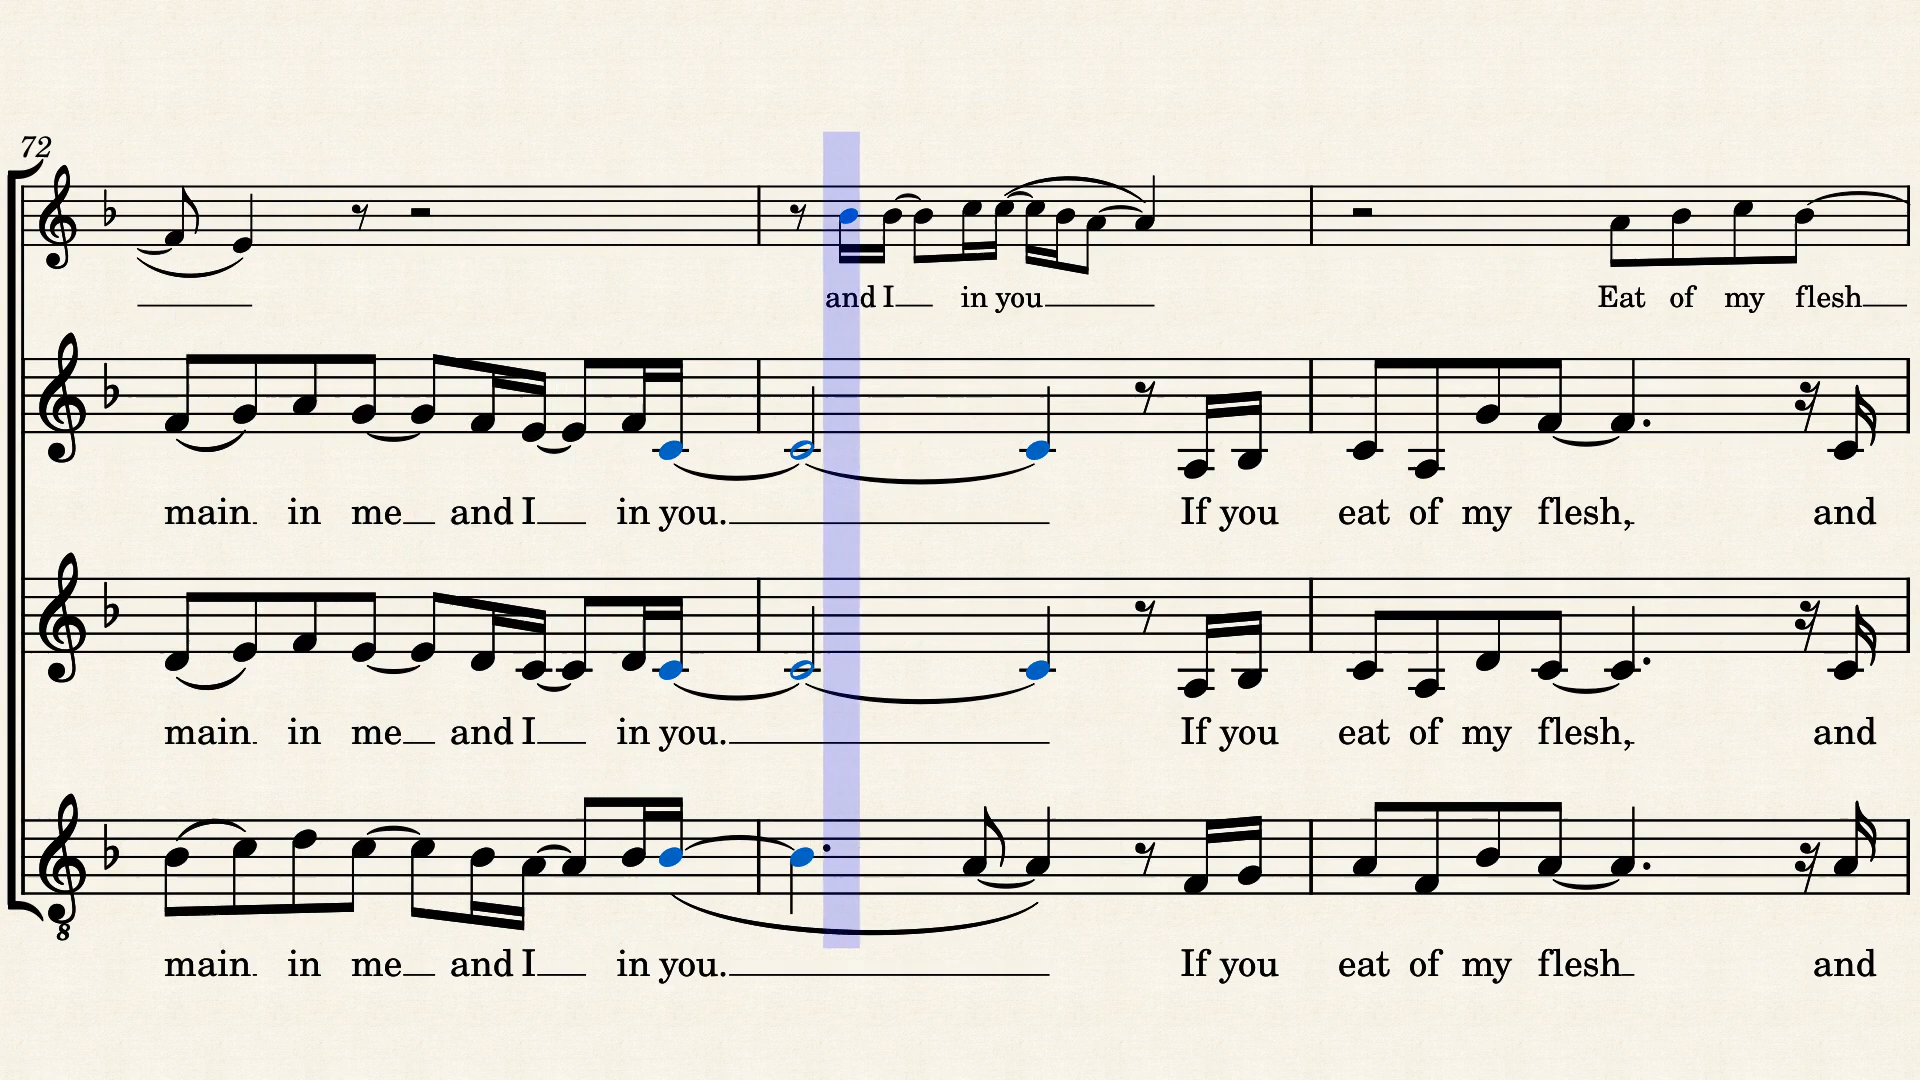 72
and I in you Eat of my flesh
main in me and I in you. If you eat of my flesh, and
main in me and I in you. If you eat of my flesh, and
8
main in me and I in you. If you eat of my flesh and